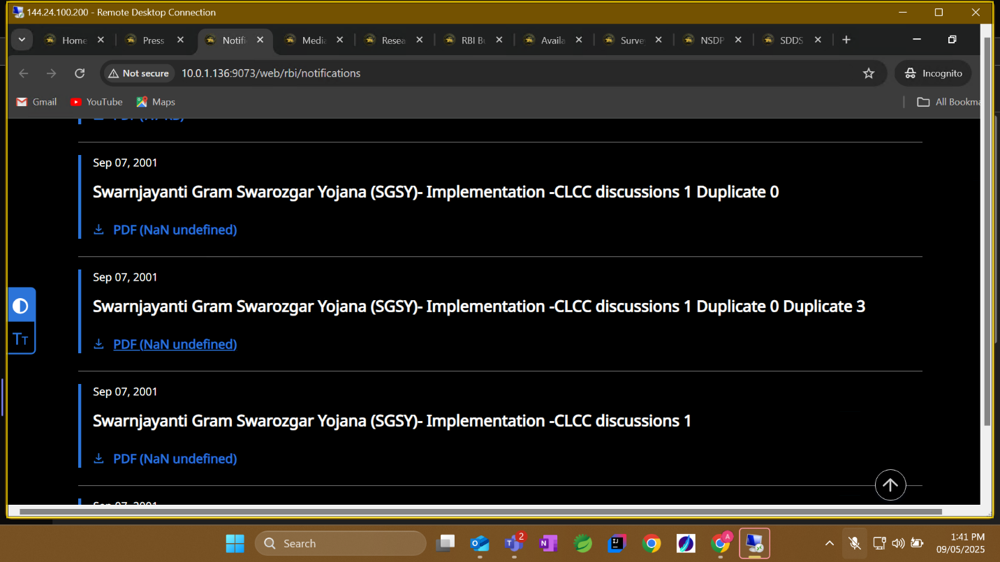 144.24.100.200 - Remote Desktop Connection
Home
Press
Notifi
Media
Resea
RBI Bu
Availa
Surve
NSDP
SDDS
Not secure
10.0.1.136:9073/web/rbi/notifications
Incognito
Gmail
YouTube
Maps
All Bookma
Sep 07, 2001
Swarnjayanti Gram Swarozgar Yojana (SGSY)- Implementation -CLCC discussions 1 Duplicate 0
PDF (NaN undefined)
Sep 07, 2001
Swarnjayanti Gram Swarozgar Yojana (SGSY)- Implementation -CLCC discussions 1 Duplicate 0 Duplicate 3
PDF (NaN undefined)
Sep 07, 2001
Swarnjayanti Gram Swarozgar Yojana (SGSY)- Implementation -CLCC discussions 1
PDF (NaN undefined)
Sep 07, 2001
TT
Search
2
A
1:41 PM
09/05/2025